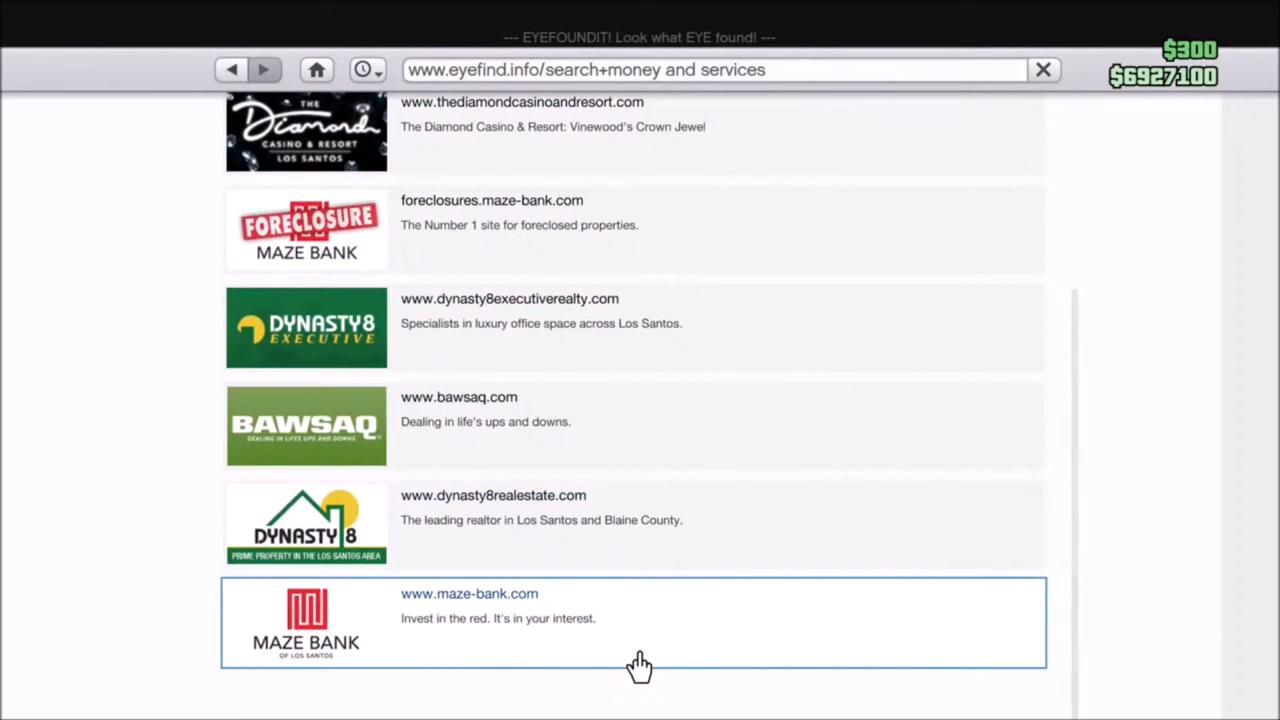 --- EYEFOUNDIT! Look what EYE found! ---
$300
www.eyefind.info/search+money and services
$6927100
THE
Diamond
CASINO & RESORT
LOS SANTOS
www.thediamondcasinoandresort.com
The Diamond Casino & Resort: Vinewood's Crown Jewel
FORECLOSURE
MAZE BANK
foreclosures.maze-bank.com
The Number 1 site for foreclosed properties.
DYNASTY8
EXECUTIVE
www.dynasty8executiverealty.com
Specialists in luxury office space across Los Santos.
BAWSAQ
DEALING IN LIFE'S UPS AND DOWNS
www.bawsaq.com
Dealing in life's ups and downs.
DYNASTY 8
PRIME PROPERTY IN THE LOS SANTOS AREA
www.dynasty8realestate.com
The leading realtor in Los Santos and Blaine County.
MAZE BANK
OF LOS SANTOS
www.maze-bank.com
Invest in the red. It's in your interest.